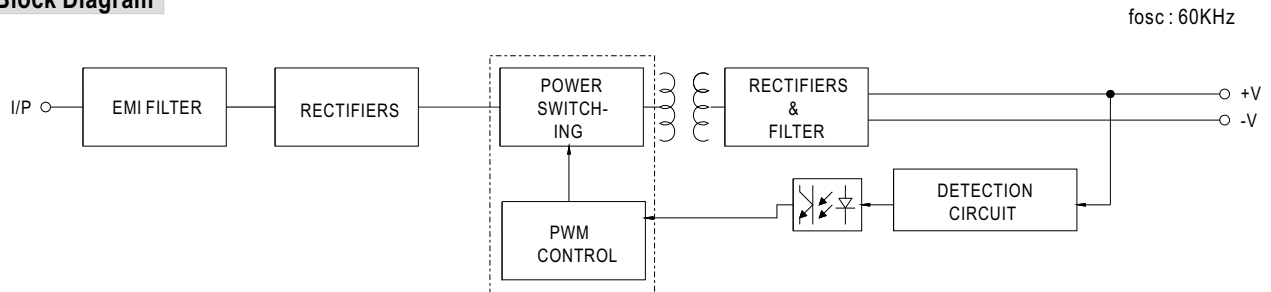 Block Diagram
fosc : 60KHz
I/P
EMI FILTER
RECTIFIERS
POWER
SWITCH-
ING
RECTIFIERS
&
FILTER
+V
-V
DETECTION
CIRCUIT
PWM
CONTROL